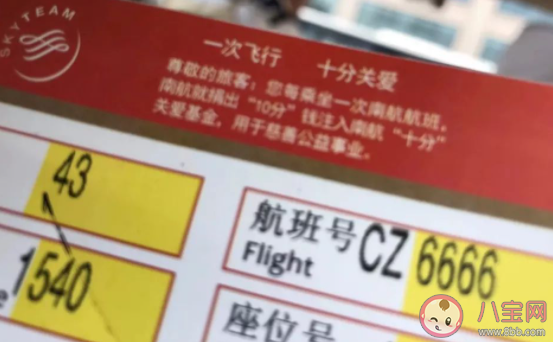 SKYTEAM
一次飞行 十分关爱
尊敬的旅客：您每乘坐一次南航航班，
南航就捐出“10分”钱注入南航“十分”
关爱基金，用于慈善公益事业。
43
航班号
Flight
CZ 6666
1540
座位号
八宝网
www.8bb.com